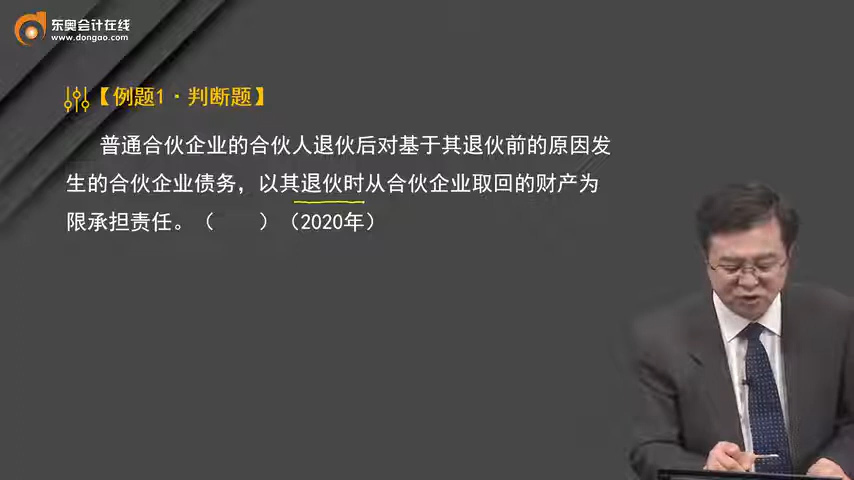 东奥会计在线
www.dongao.com
【例题1·判断题】
普通合伙企业的合伙人退伙后对基于其退伙前的原因发
生的合伙企业债务，以其退伙时从合伙企业取回的财产为
限承担责任。（　　）（2020年）